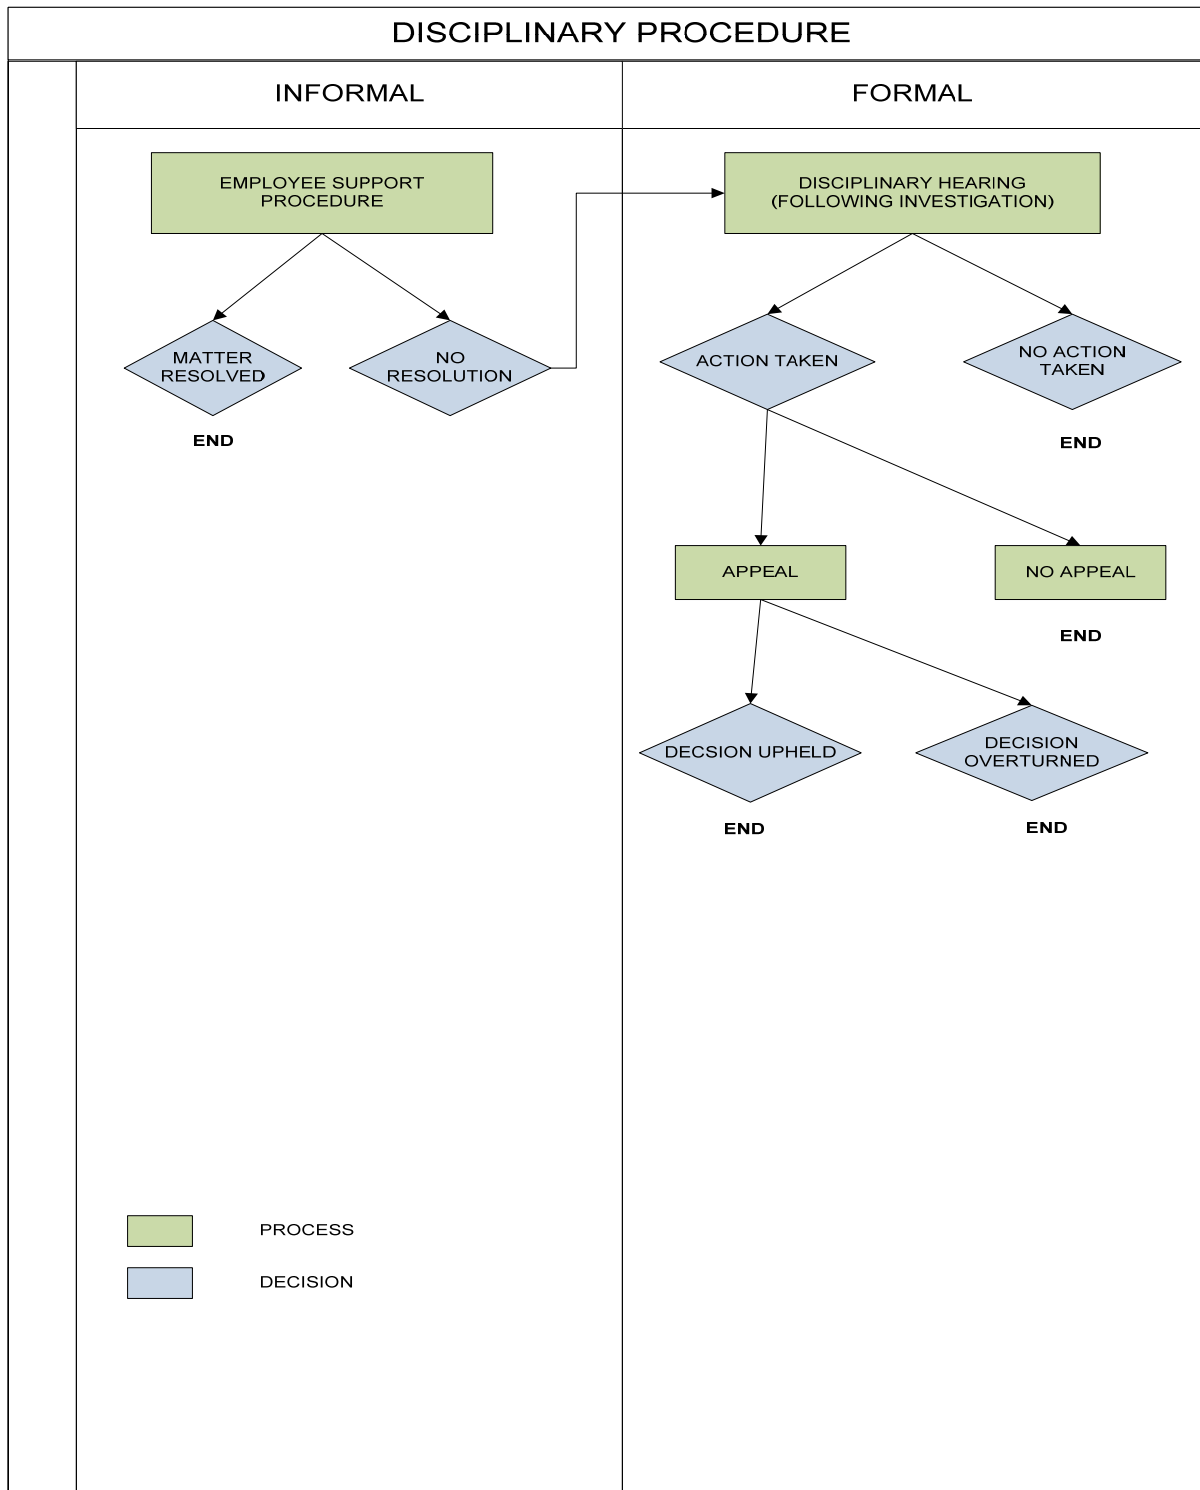 DISCIPLINARY PROCEDURE
INFORMAL
FORMAL
EMPLOYEE SUPPORT
PROCEDURE
DISCIPLINARY HEARING
(FOLLOWING INVESTIGATION)
MATTER
RESOLVED
NO
RESOLUTION
ACTION TAKEN
NO ACTION
TAKEN
END
END
APPEAL
NO APPEAL
END
DECSION UPHELD
DECISION
OVERTURNED
END
END
PROCESS
DECISION